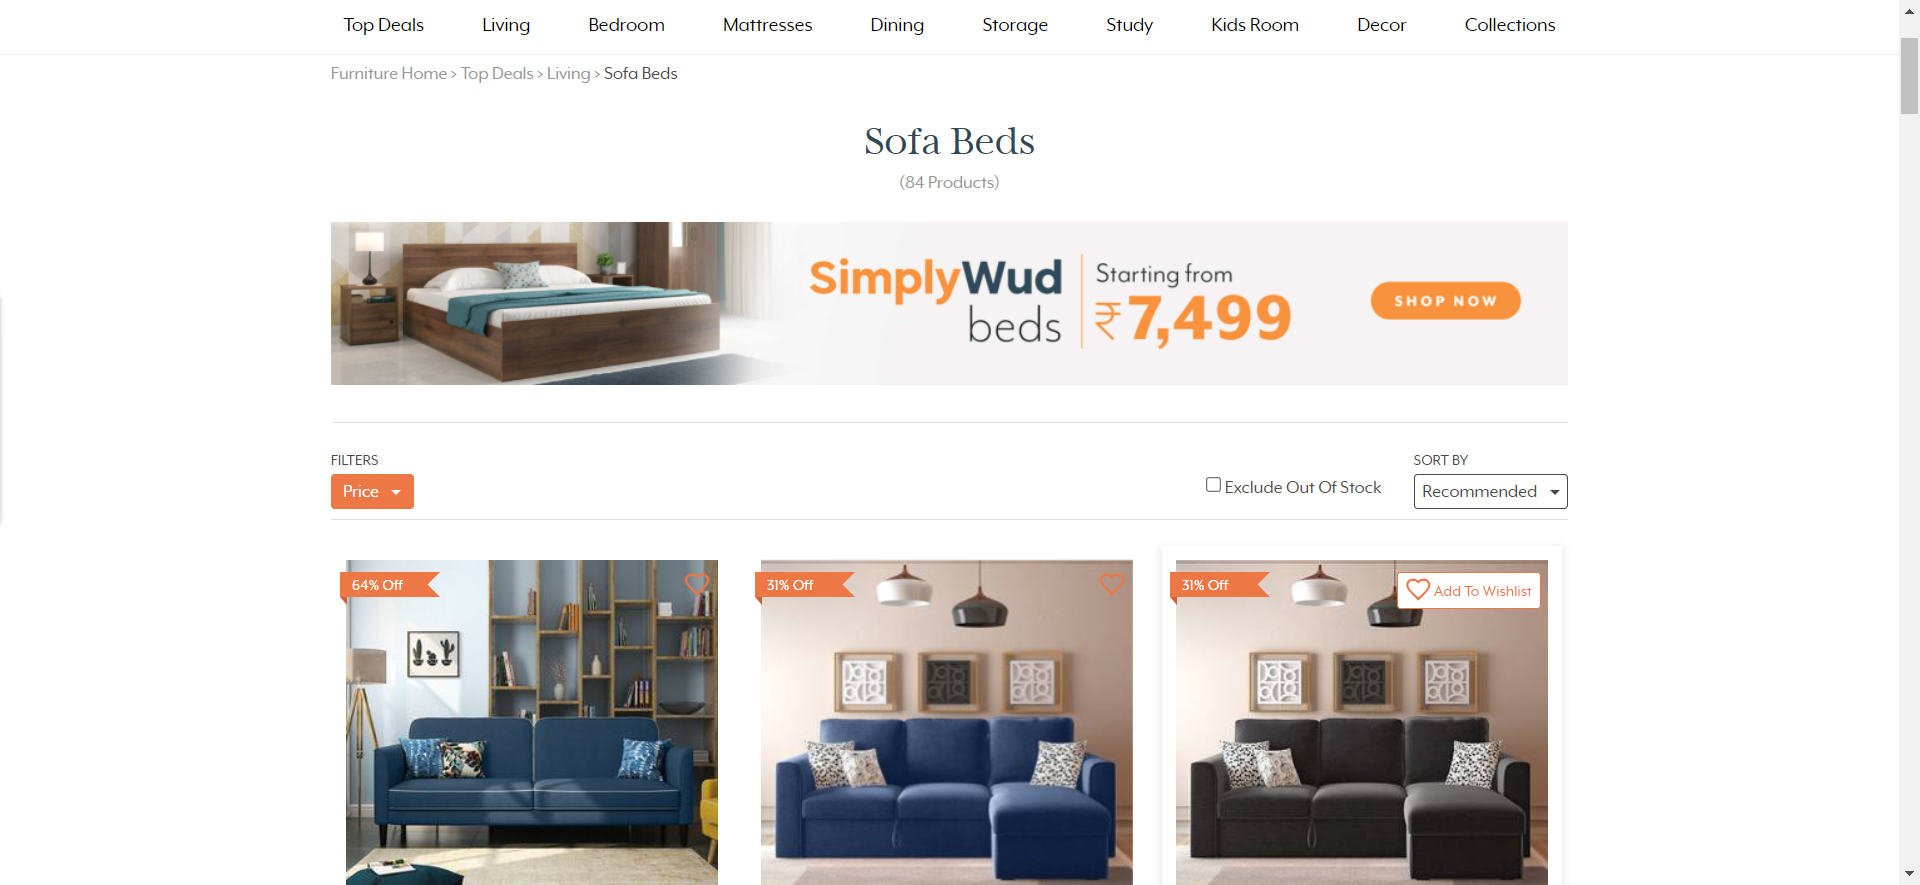 Top Deals Living Bedroom Mattresses Dining Storage Study Kids Room Decor Collections
Furniture Home > Top Deals > Living > Sofa Beds
Sofa Beds
(84 Products)
SimplyWud
beds
Starting from
₹7,499
SHOP NOW
FILTERS
Price
Exclude Out Of Stock
SORT BY
Recommended
64% Off
31% Off
31% Off
Add To Wishlist